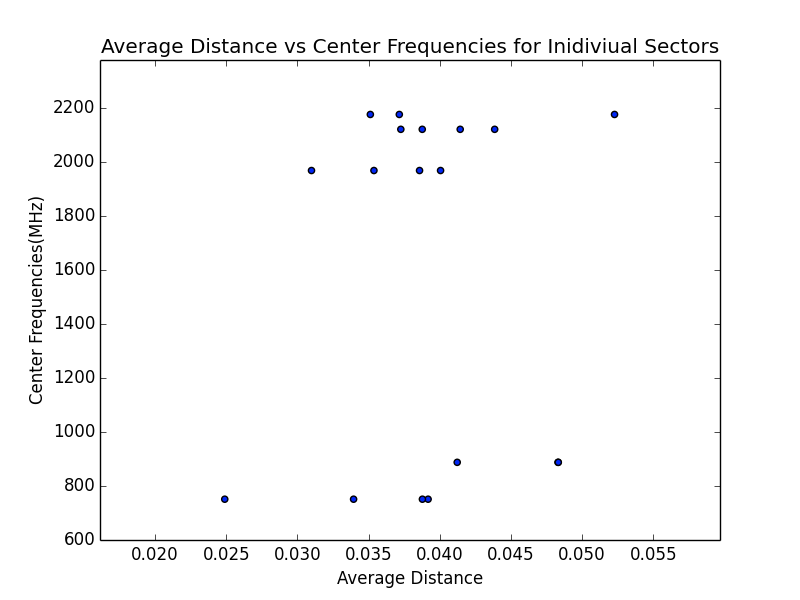 Average Distance vs Center Frequencies for Inidiviual Sectors
2200
2000
1800
1600
1400
1200
1000
800
600
Center Frequencies(MHz)
0.020 0.025 0.030 0.035 0.040 0.045 0.050 0.055
Average Distance